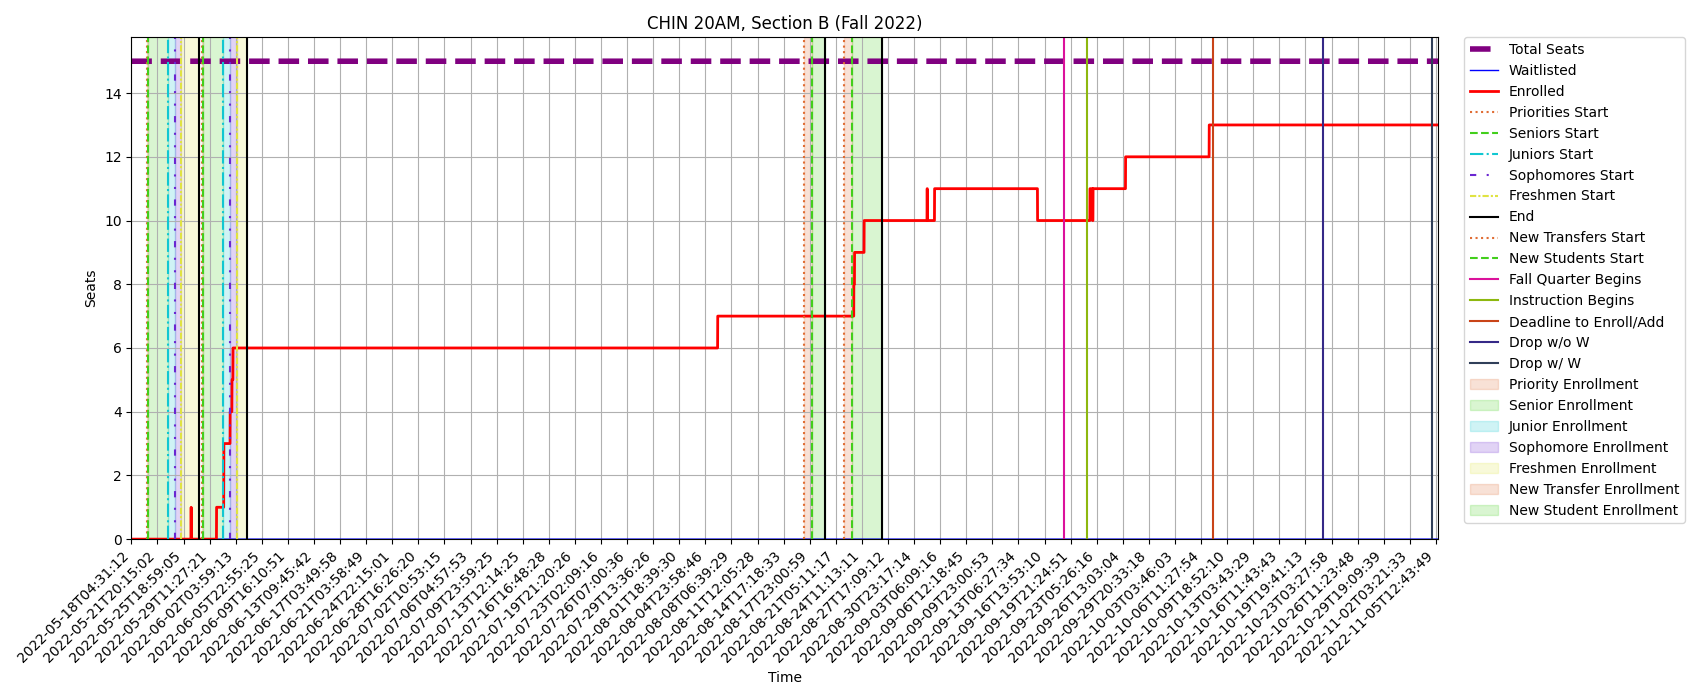 CHIN 20AM, Section B (Fall 2022)
Seats
14
12
10
8
6
4
2
0
2022-05-18T04:31:12
2022-05-21T20:15:02
2022-05-25T18:59:05
2022-05-29T11:27:21
2022-06-02T03:59:13
2022-06-05T22:55:25
2022-06-09T16:10:51
2022-06-13T09:45:42
2022-06-17T03:49:58
2022-06-21T03:58:49
2022-06-24T22:15:01
2022-06-28T16:26:20
2022-07-02T10:53:15
2022-07-06T04:57:53
2022-07-09T23:59:25
2022-07-13T12:14:25
2022-07-16T16:48:28
2022-07-19T21:20:26
2022-07-23T02:09:16
2022-07-26T07:00:36
2022-07-29T13:36:26
2022-08-01T18:39:30
2022-08-04T23:58:46
2022-08-08T06:39:29
2022-08-11T12:05:28
2022-08-14T17:18:33
2022-08-17T23:00:59
2022-08-21T05:11:17
2022-08-24T11:13:11
2022-08-27T17:09:12
2022-08-30T23:17:14
2022-09-03T06:09:16
2022-09-06T12:18:45
2022-09-09T23:00:53
2022-09-13T06:27:34
2022-09-16T13:53:10
2022-09-19T21:24:51
2022-09-23T05:26:16
2022-09-26T13:03:04
2022-09-29T20:33:18
2022-10-03T03:46:03
2022-10-06T11:27:54
2022-10-09T18:52:10
2022-10-13T03:43:29
2022-10-16T11:43:43
2022-10-19T19:41:13
2022-10-23T03:27:58
2022-10-26T11:23:48
2022-10-29T19:09:39
2022-11-02T03:21:33
2022-11-05T12:43:49
Time
Total Seats
Waitlisted
Enrolled
Priorities Start
Seniors Start
Juniors Start
Sophomores Start
Freshmen Start
End
New Transfers Start
New Students Start
Fall Quarter Begins
Instruction Begins
Deadline to Enroll/Add
Drop w/o W
Drop w/ W
Priority Enrollment
Senior Enrollment
Junior Enrollment
Sophomore Enrollment
Freshmen Enrollment
New Transfer Enrollment
New Student Enrollment